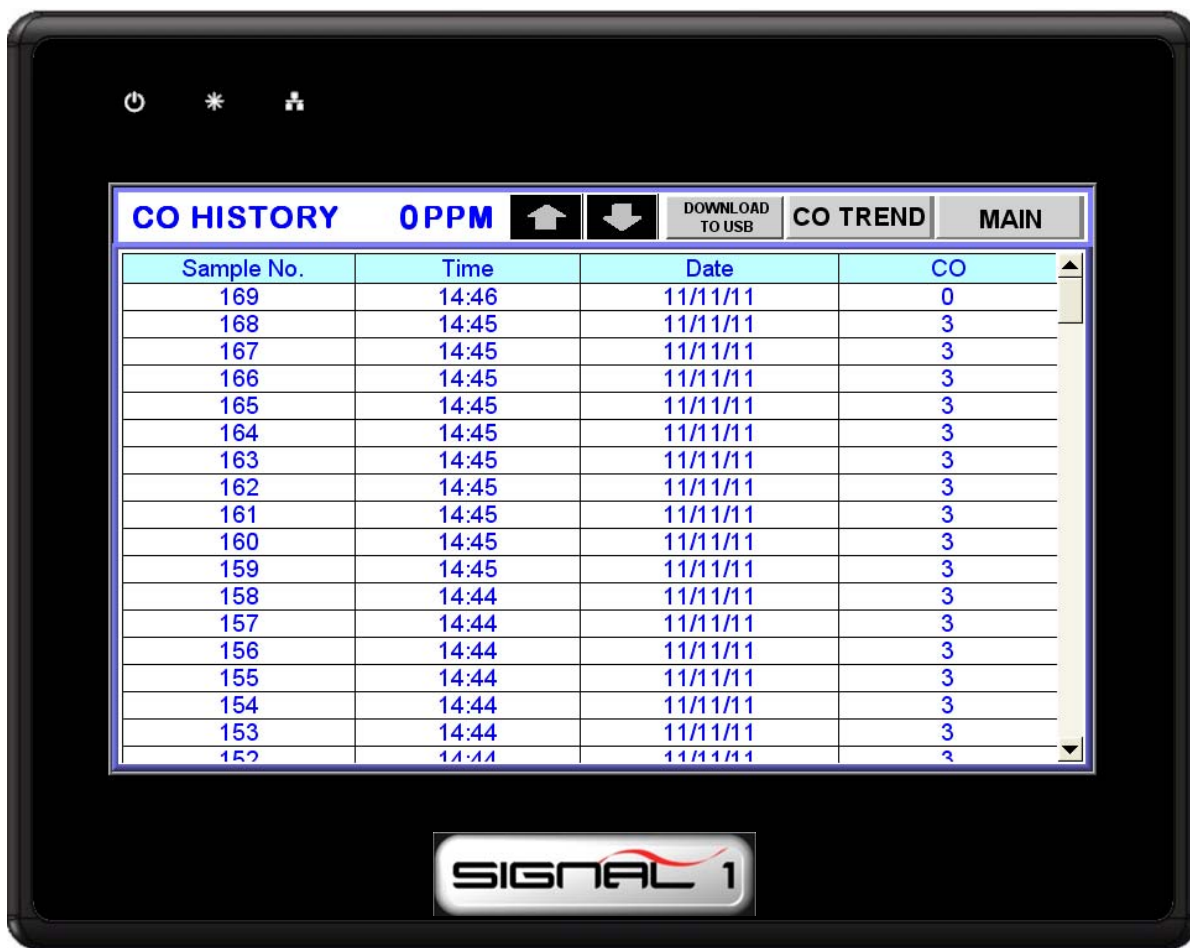 CO HISTORY 0PPM DOWNLOAD TO USB CO TREND MAIN
Sample No. Time Date CO
169 14:46 11/11/11 0
168 14:45 11/11/11 3
167 14:45 11/11/11 3
166 14:45 11/11/11 3
165 14:45 11/11/11 3
164 14:45 11/11/11 3
163 14:45 11/11/11 3
162 14:45 11/11/11 3
161 14:45 11/11/11 3
160 14:45 11/11/11 3
159 14:45 11/11/11 3
158 14:44 11/11/11 3
157 14:44 11/11/11 3
156 14:44 11/11/11 3
155 14:44 11/11/11 3
154 14:44 11/11/11 3
153 14:44 11/11/11 3
152 14:44 11/11/11 3
SIGNAL 1